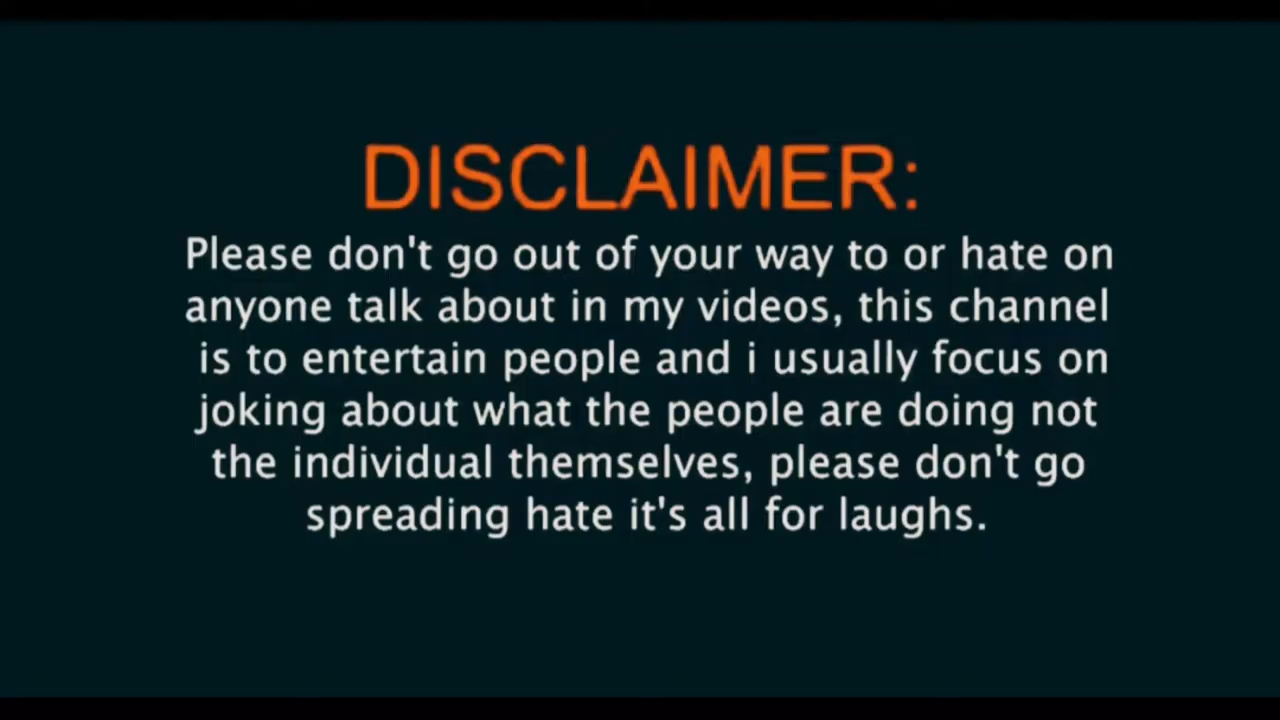 DISCLAIMER:
Please don't go out of your way to or hate on
anyone talk about in my videos, this channel
is to entertain people and i usually focus on
joking about what the people are doing not
the individual themselves, please don't go
spreading hate it's all for laughs.